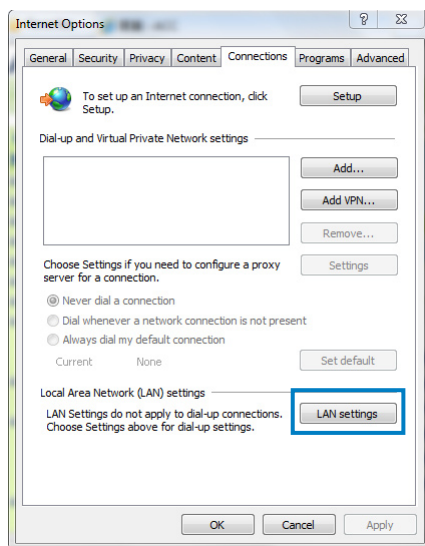 Internet Options
General Security Privacy Content Connections Programs Advanced
To set up an Internet connection, click
Setup.
Setup
Dial-up and Virtual Private Network settings
Add...
Add VPN...
Remove...
Choose Settings if you need to configure a proxy
server for a connection.
Settings
Never dial a connection
Dial whenever a network connection is not present
Always dial my default connection
Current None
Set default
Local Area Network (LAN) settings
LAN Settings do not apply to dial-up connections.
Choose Settings above for dial-up settings.
LAN settings
OK Cancel Apply